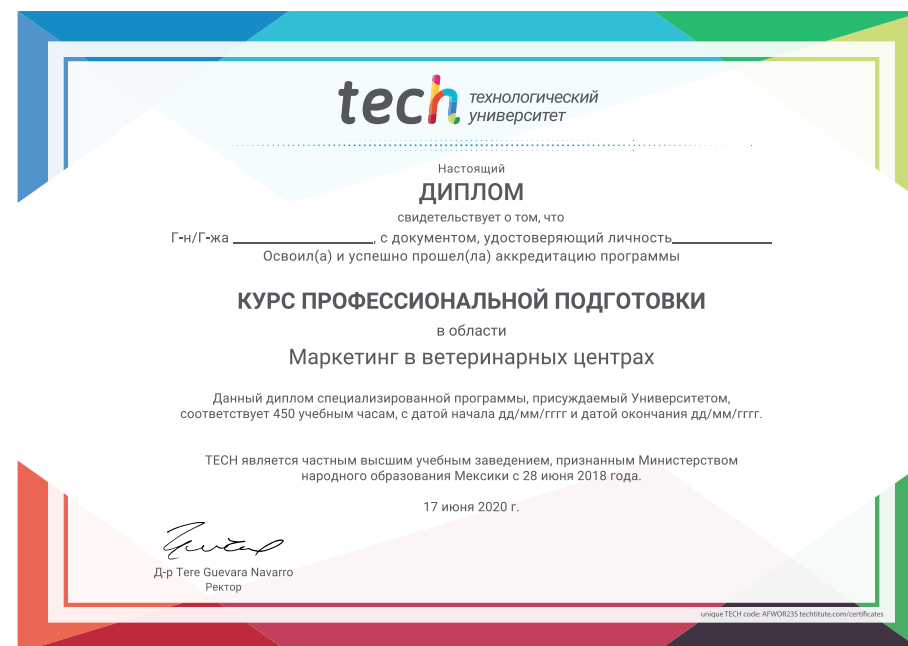 tech технологический
университет
Настоящий
ДИПЛОМ
свидетельствует о том, что
Г-н/Г-жа ____________, с документом, удостоверяющий личность____________
Освоил(а) и успешно прошел(ла) аккредитацию программы
КУРС ПРОФЕССИОНАЛЬНОЙ ПОДГОТОВКИ
в области
Маркетинг в ветеринарных центрах
Данный диплом специализированной программы, присуждаемый Университетом,
соответствует 450 учебным часам, с датой начала дд/мм/гггг и датой окончания дд/мм/гггг.
TECH является частным высшим учебным заведением, признанным Министерством
народного образования Мексики с 28 июня 2018 года.
17 июня 2020 г.
Д-р Tere Guevara Navarro
Ректор
unique TECH code: AFWOR23S techtitute.com/certificates